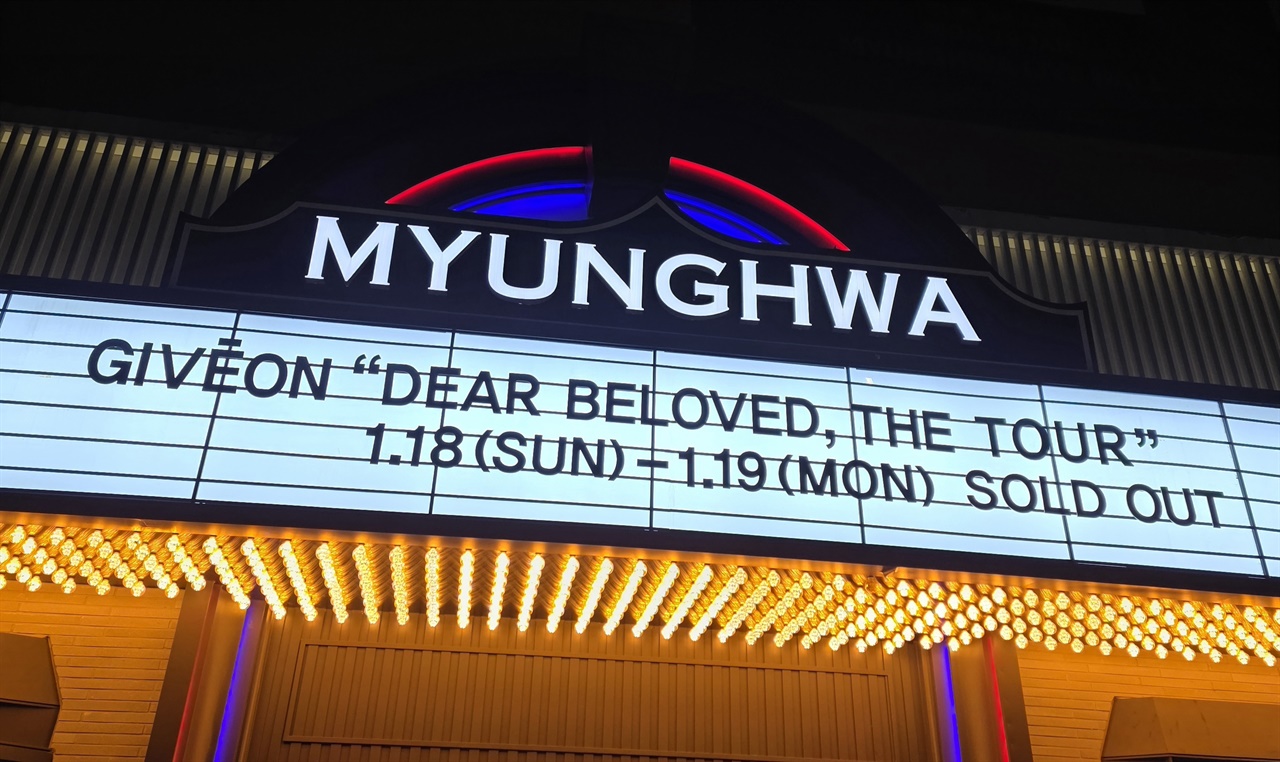 MYUNGHWA
GIVĒON “DEAR BELOVED, THE TOUR”
1.18(SUN)–1.19(MON) SOLD OUT